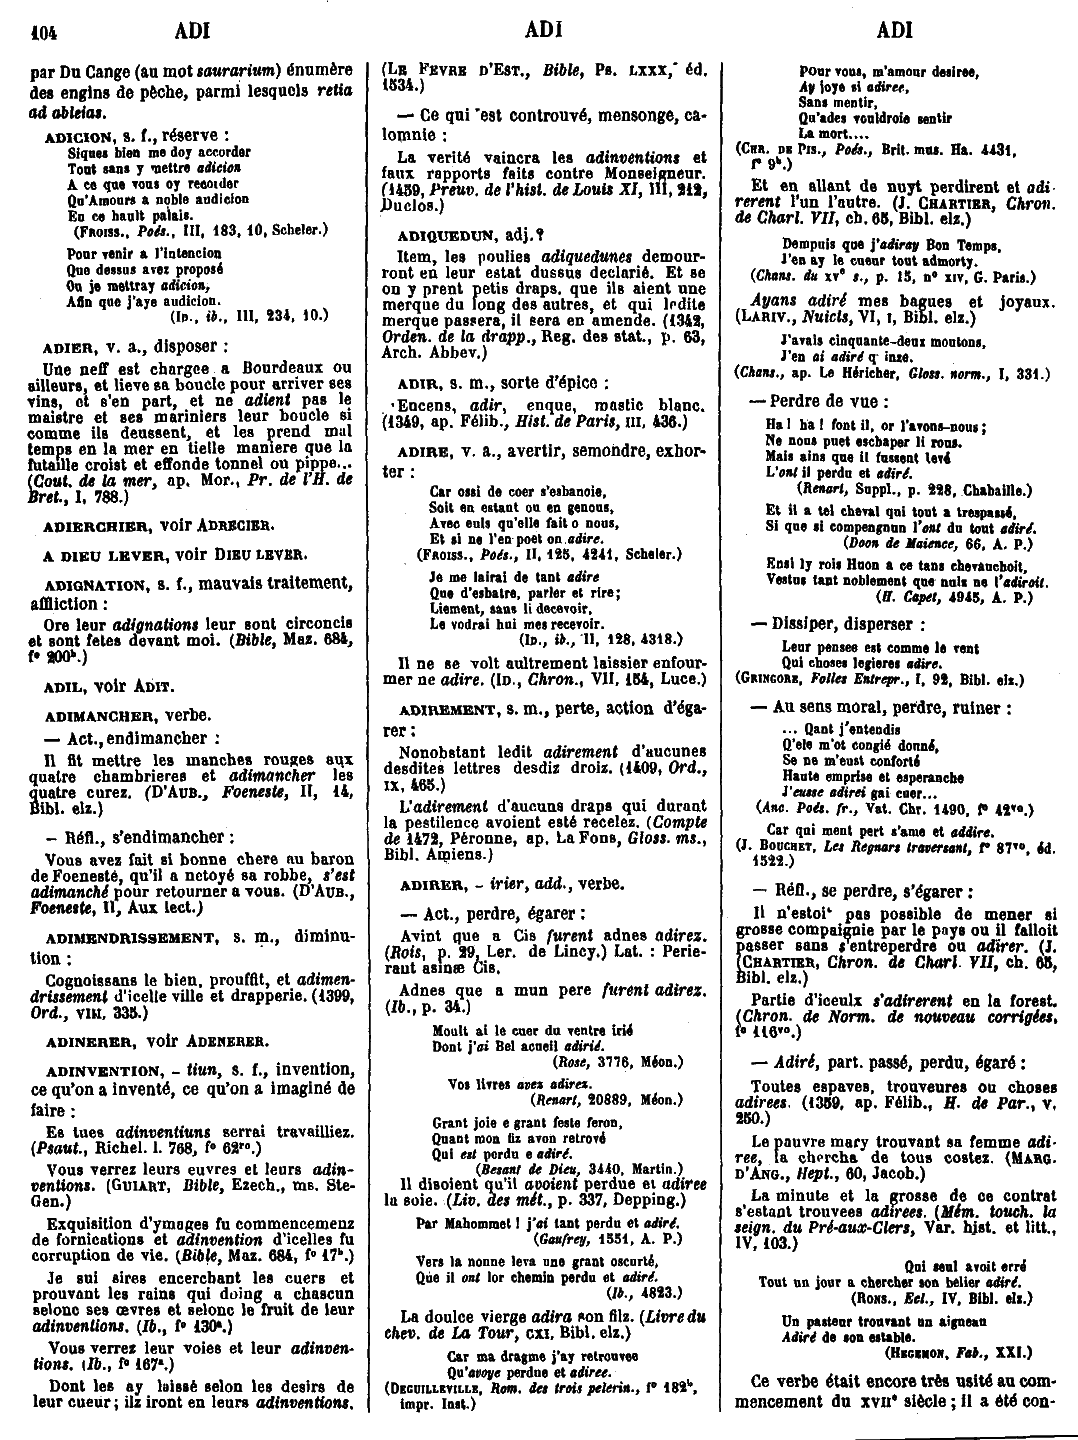 104 ADI ADI ADI
par Du Cange (au mot saurarium) énumère
des engins de pêche, parmi lesquels retia
ad ableias.
ADICION, s. f., réserve :
Siques bien me doy accorder
Tout sans y mettre adicion
A ce que vous oy recorder
Qu'Amours a noble audicion
En ce hault palais.
(FROISS., Poés., III, 183, 10, Scheler.)
Pour venir a l'intencion
Que dessus avez proposé
Ou je mettray adicion,
Afin que j'aye audicion.
(ID., ib., III, 234, 10.)
ADIER, v. a., disposer :
Une neff est chargee a Bourdeaux ou
ailleurs, et lieve sa boucle pour arriver ses
vins, et s'en part, et ne adient pas le
maistre et ses mariniers leur boucle si
comme ils deussent, et les prend mal
temps en la mer en tielle maniere que la
futaille croist et effonde tonnel ou pippe...
(Cout. de la mer, ap. Mor., Pr. de l'H. de
Bret., I, 788.)
ADIERCHIER, voir ADRECIER.
A DIEU LEVER, voir DIEU LEVER.
ADIGNATION, s. f., mauvais traitement,
affliction :
Ore leur adignations leur sont circoncis
et sont fetes devant moi. (Bible, Maz. 684,
fº 200ᵇ.)
ADIL, voir ADIT.
ADIMANCHER, verbe.
— Act., endimancher :
Il fit mettre les manches rouges aux
quatre chambrieres et adimancher les
quatre curez. (D'AUB., Foeneste, II, 14,
Bibl. elz.)
— Réfl., s'endimancher :
Vous avez fait si bonne chere au baron
de Foenesté, qu'il a netoyé sa robbe, s'est
adimanché pour retourner a vous. (D'AUB.,
Foeneste, II, Aux lect.)
ADIMENDRISSEMENT, s. m., diminu-
tion :
Cognoissans le bien, prouffit, et adimen-
drissement d'icelle ville et drapperie. (1399,
Ord., VIII, 335.)
ADINERER, voir ADENERER.
ADINVENTION, - tiun, s. f., invention,
ce qu'on a inventé, ce qu'on a imaginé de
faire :
Es tues adinventiuns serrai travailliez.
(Psaut., Richel. l. 768, fº 62ʳᵒ.)
Vous verrez leurs euvres et leurs adin-
ventions. (GUIART, Bible, Ezech., ms. Ste-
Gen.)
Exquisition d'ymages fu commencemenz
de fornications et adinvention d'icelles fu
corruption de vie. (Bible, Maz. 684, fº 17ᵇ.)
Je sui sires encerchant les cuers et
prouvant les rains qui doing a chascun
selonc ses œvres et selonc le fruit de leur
adinventions. (Ib., fº 130ᵃ.)
Vous verrez leur voies et leur adinven-
tions. (Ib., fº 167ᵃ.)
Dont les ay laissé selon les desirs de
leur cueur ; ilz iront en leurs adinventions.
(LE FEVRE D'EST., Bible, Ps. LXXX, éd.
1534.)
— Ce qui est controuvé, mensonge, ca-
lomnie :
La verité vaincra les adinventions et
faux rapports faits contre Monseigneur.
(1459, Preuv. de l'hist. de Louis XI, III, 212,
Duclos.)
ADIQUEDUN, adj.?
Item, les poulies adiquedunes demour-
ront en leur estat dussus declarié. Et se
on y prent petis draps, que ils aient une
merque du long des autres, et qui ledite
merque passera, il sera en amende. (1342,
Orden. de la drapp., Reg. des stat., p. 63,
Arch. Abbev.)
ADIR, s. m., sorte d'épice :
Encens, adir, enque, mastic blanc.
(1349, ap. Félib., Hist. de Paris, III, 436.)
ADIRE, v. a., avertir, semondre, exhor-
ter :
Car ossi de coer s'esbanoie,
Soit en estant ou en genous,
Avec euls qu'elle fait o nous,
Et si ne l'en poet on adire.
(FROISS., Poés., II, 125, 4241, Scheler.)
Je me lairai de tant adire
Que d'esbatre, parler et rire ;
Liement, sans li decevoir,
Le vodrai hui mes recevoir.
(ID., ib., II, 128, 4318.)
Il ne se volt aultrement laissier enfour-
mer ne adire. (ID., Chron., VII, 154, Luce.)
ADIREMENT, s. m., perte, action d'éga-
rer :
Nonobstant ledit adirement d'aucunes
desdites lettres desdiz droiz. (1409, Ord.,
IX, 465.)
L'adirement d'aucuns draps qui durant
la pestilence avoient esté recelez. (Compte
de 1472, Péronne, ap. La Fons, Gloss. ms.,
Bibl. Amiens.)
ADIRER, - irier, add., verbe.
— Act., perdre, égarer :
Avint que a Cis furent adnes adirez.
(Rois, p. 29, Ler. de Lincy.) Lat. : Perie-
rant asinæ Cis.
Adnes que a mun pere furent adirez.
(Ib., p. 34.)
Moult ai le cuer du ventre irié
Dont j'ai Bel acueil adirié.
(Rose, 3776, Méon.)
Vos livres avez adirez.
(Renart, 20889, Méon.)
Grant joie e grant feste feron,
Quant mon fiz avon retrové
Qui est perdu e adiré.
(Besant de Dieu, 3440, Martin.)
Il disoient qu'il avoient perdue et adiree
la soie. (Liv. des mét., p. 337, Depping.)
Par Mahommet ! j'ai tant perdu et adiré.
(Gaufrey, 1551, A. P.)
Vers la nonne leva une grant oscurté,
Que il ont lor chemin perdu et adiré.
(Ib., 4823.)
La doulce vierge adira son filz. (Livre du
chev. de La Tour, CXI, Bibl. elz.)
Car ma dragme j'ay retrouvee
Qu'avoye perdue et adiree.
(DEGUILLEVILLE, Rom. des trois pelerin., fº 182ᵇ,
impr. Inst.)
Pour vous, m'amour desiree,
Ay joye si adiree,
Sans mentir,
Qu'ades vouldroie sentir
La mort....
(CHR. DE PIS., Poés., Brit. mus. Ha. 4431,
fº 9ᵇ.)
Et en allant de nuyt perdirent et adi-
rerent l'un l'autre. (J. CHARTIER, Chron.
de Charl. VII, ch. 65, Bibl. elz.)
Dempuis que j'adiray Bon Temps,
J'en ay le cueur tout admorty.
(Chans. du xvᵉ s., p. 15, nº XIV, G. Paris.)
Ayans adiré mes bagues et joyaux.
(LARIV., Nuicts, VI, I, Bibl. elz.)
J'avais cinquante-deux moutons,
J'en ai adiré q inze.
(Chans., ap. Le Héricher, Gloss. norm., I, 331.)
— Perdre de vue :
Ha ! ha ! font il, or l'avons-nous ;
Ne nous puet eschaper li rous.
Mais ains que il fussent levé
L'ont il perdu et adiré.
(Renart, Suppl., p. 228, Chabaille.)
Et il a tel cheval qui tout a trespassé,
Si que si compengnun l'ont du tout adiré.
(Doon de Maience, 66, A. P.)
Ensi ly rois Huon a ce tans chevauchoit,
Vestus tant noblement que nuls ne l'adiroit.
(H. Capet, 4945, A. P.)
— Dissiper, disperser :
Leur pensee est comme le vent
Qui choses legieres adire.
(GRINGORE, Folles Entrepr., I, 92, Bibl. elz.)
— Au sens moral, perdre, ruiner :
... Qant j'entendis
Q'ele m'ot congié donné,
Se ne m'eust conforté
Haute emprise et esperanche
J'eusse adirei gai cuer...
(Anc. Poés. fr., Vat. Chr. 1490, fº 42ᵛᵒ.)
Car qui ment pert s'ame et addire.
(J. BOUCHET, Les Regnars traversant, fº 87ᵛᵒ, éd.
1522.)
— Réfl., se perdre, s'égarer :
Il n'estoit pas possible de mener si
grosse compaignie par le pays ou il falloit
passer sans s'entreperdre ou adirer. (J.
CHARTIER, Chron. de Charl. VII, ch. 65,
Bibl. elz.)
Partie d'iceulx s'adirerent en la forest.
(Chron. de Norm. de nouveau corrigées,
fº 116ᵛᵒ.)
— Adiré, part. passé, perdu, égaré :
Toutes espaves, trouveures ou choses
adirees. (1359, ap. Félib., H. de Par., V,
250.)
Le pauvre mary trouvant sa femme adi-
ree, la chercha de tous costez. (MARG.
D'ANG., Hept., 60, Jacob.)
La minute et la grosse de ce contrat
s'estant trouvees adirees. (Mém. touch. la
seign. du Pré-aux-Clers, Var. hist. et litt.,
IV, 103.)
Qui seul avoit erré
Tout un jour a chercher son belier adiré.
(RONS., Ecl., IV, Bibl. elz.)
Un pasteur trouvant un aigneau
Adiré de son estable.
(HEGEMON, Fab., XXI.)
Ce verbe était encore très usité au com-
mencement du XVIIᵉ siècle ; il a été con-